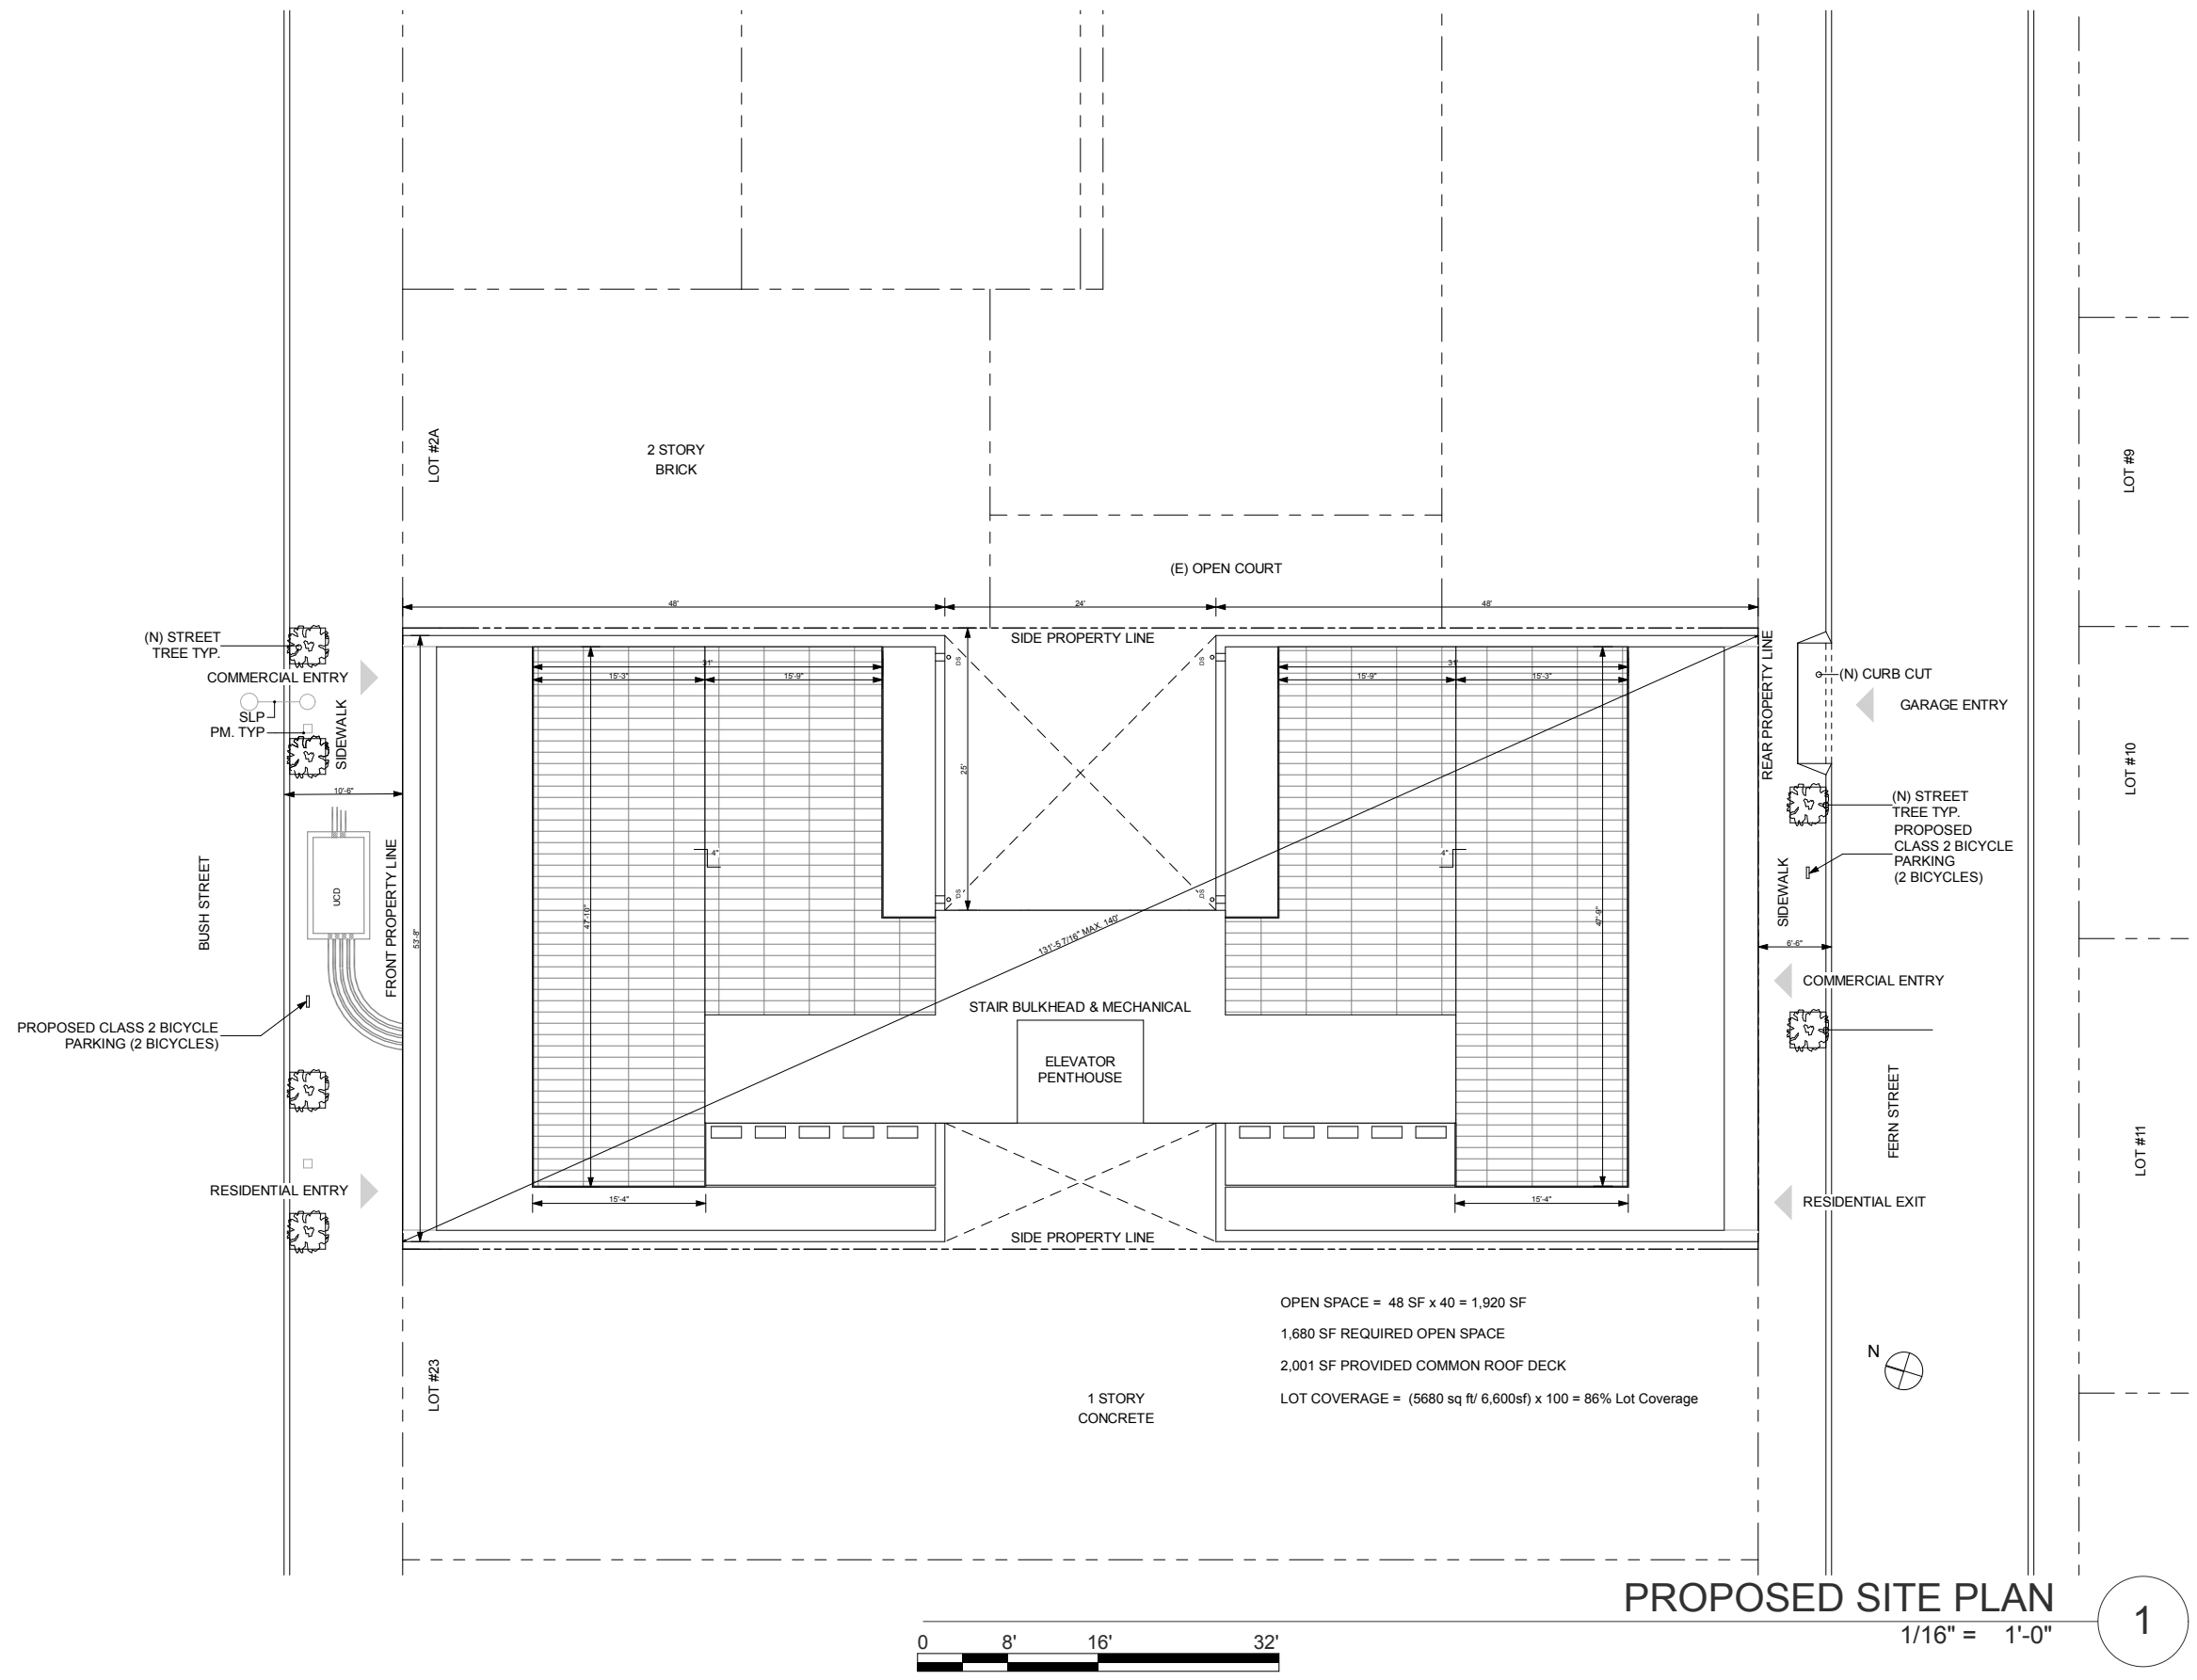 LOT #2A
2 STORY
BRICK
LOT #9
(E) OPEN COURT
48'
24'
48'
(N) STREET
TREE TYP.
COMMERCIAL ENTRY
SLP
PM. TYP
SIDEWALK
10'-6"
BUSH STREET
UCD
FRONT PROPERTY LINE
53'-8"
PROPOSED CLASS 2 BICYCLE
PARKING (2 BICYCLES)
RESIDENTIAL ENTRY
SIDE PROPERTY LINE
31'
15'-3"
15'-9"
47'-10"
4"
DS
DS
25'
DS
DS
31'
15'-9"
15'-3"
4"
47'-9"
131'-5 7/16" MAX. 140'
STAIR BULKHEAD & MECHANICAL
ELEVATOR
PENTHOUSE
15'-4"
15'-4"
SIDE PROPERTY LINE
REAR PROPERTY LINE
(N) CURB CUT
GARAGE ENTRY
LOT #10
(N) STREET
TREE TYP.
PROPOSED
CLASS 2 BICYCLE
PARKING
(2 BICYCLES)
SIDEWALK
6'-6"
COMMERCIAL ENTRY
FERN STREET
LOT #11
RESIDENTIAL EXIT
OPEN SPACE = 48 SF x 40 = 1,920 SF
1,680 SF REQUIRED OPEN SPACE
2,001 SF PROVIDED COMMON ROOF DECK
LOT COVERAGE = (5680 sq ft/ 6,600sf) x 100 = 86% Lot Coverage
N
LOT #23
1 STORY
CONCRETE
PROPOSED SITE PLAN
1/16" = 1'-0"
1
0 8' 16' 32'